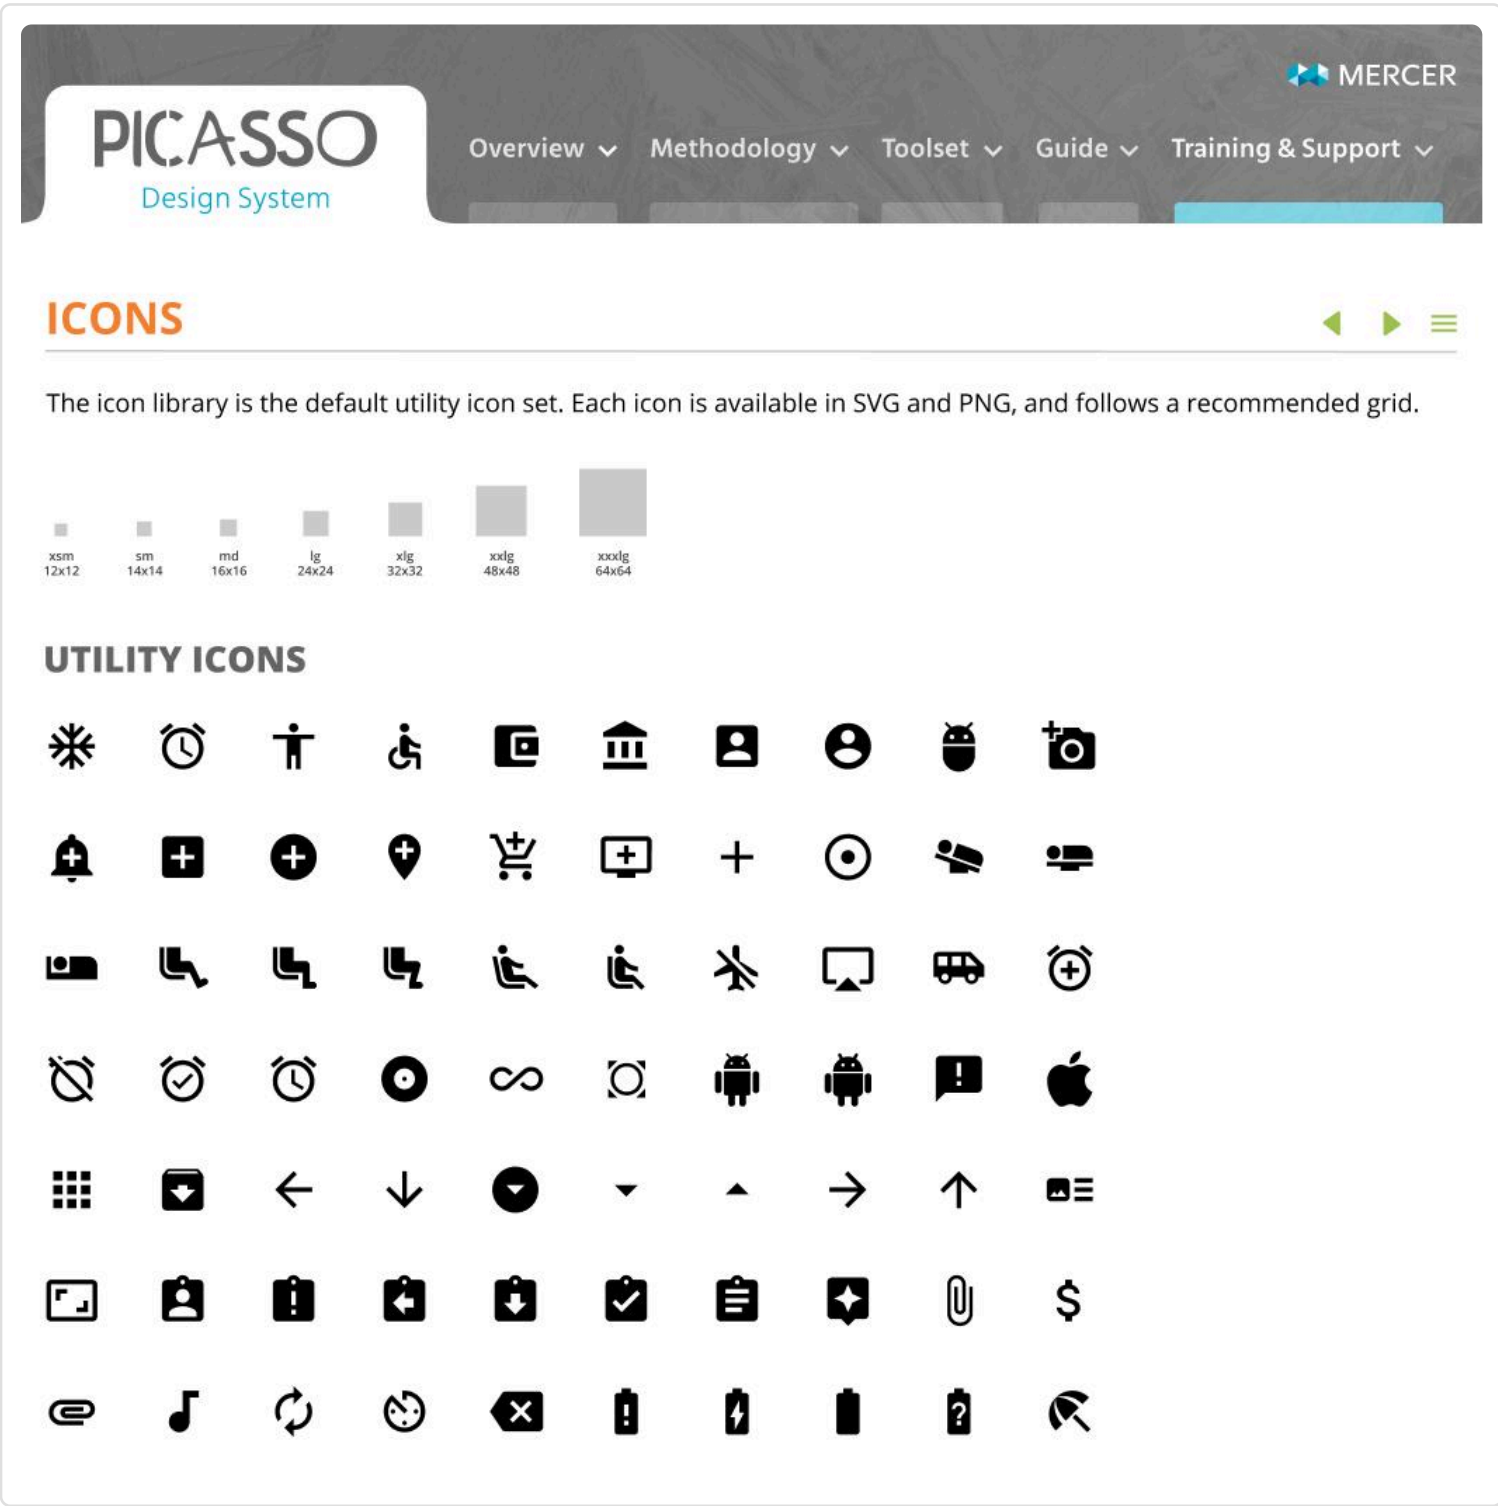 MERCER
PICASSO
Design System
Overview
Methodology
Toolset
Guide
Training & Support
ICONS
The icon library is the default utility icon set. Each icon is available in SVG and PNG, and follows a recommended grid.
xsm
12x12
sm
14x14
md
16x16
lg
24x24
xlg
32x32
xxlg
48x48
xxxlg
64x64
UTILITY ICONS